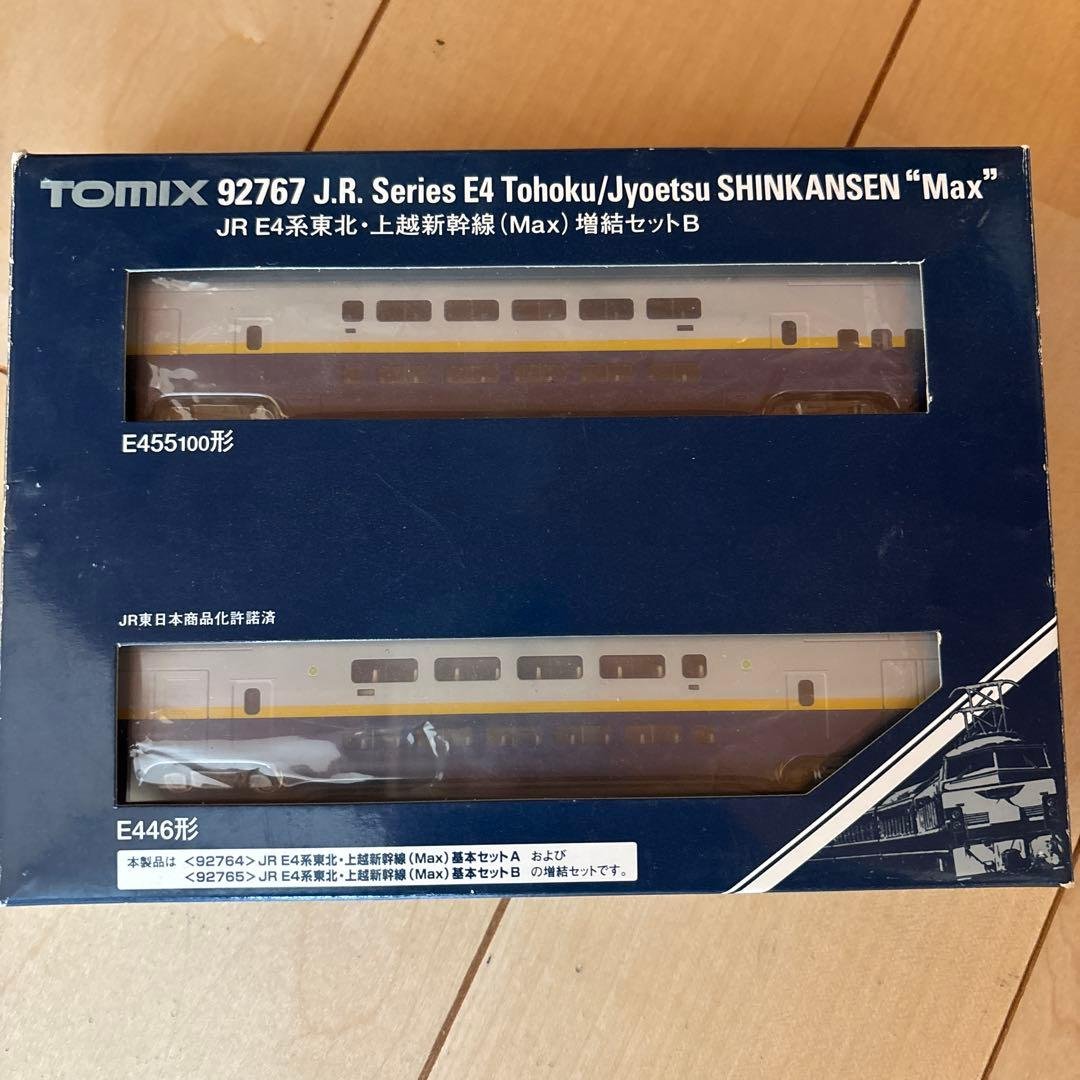 TOMIX 92767 J.R. Series E4 Tohoku/Jyoetsu SHINKANSEN “Max”
JR E4系東北・上越新幹線（Max）増結セットB
E455100形
JR東日本商品化許諾済
E446形
本製品は <92764>JR E4系東北・上越新幹線（Max）基本セットA および
<92765>JR E4系東北・上越新幹線（Max）基本セットB の増結セットです。